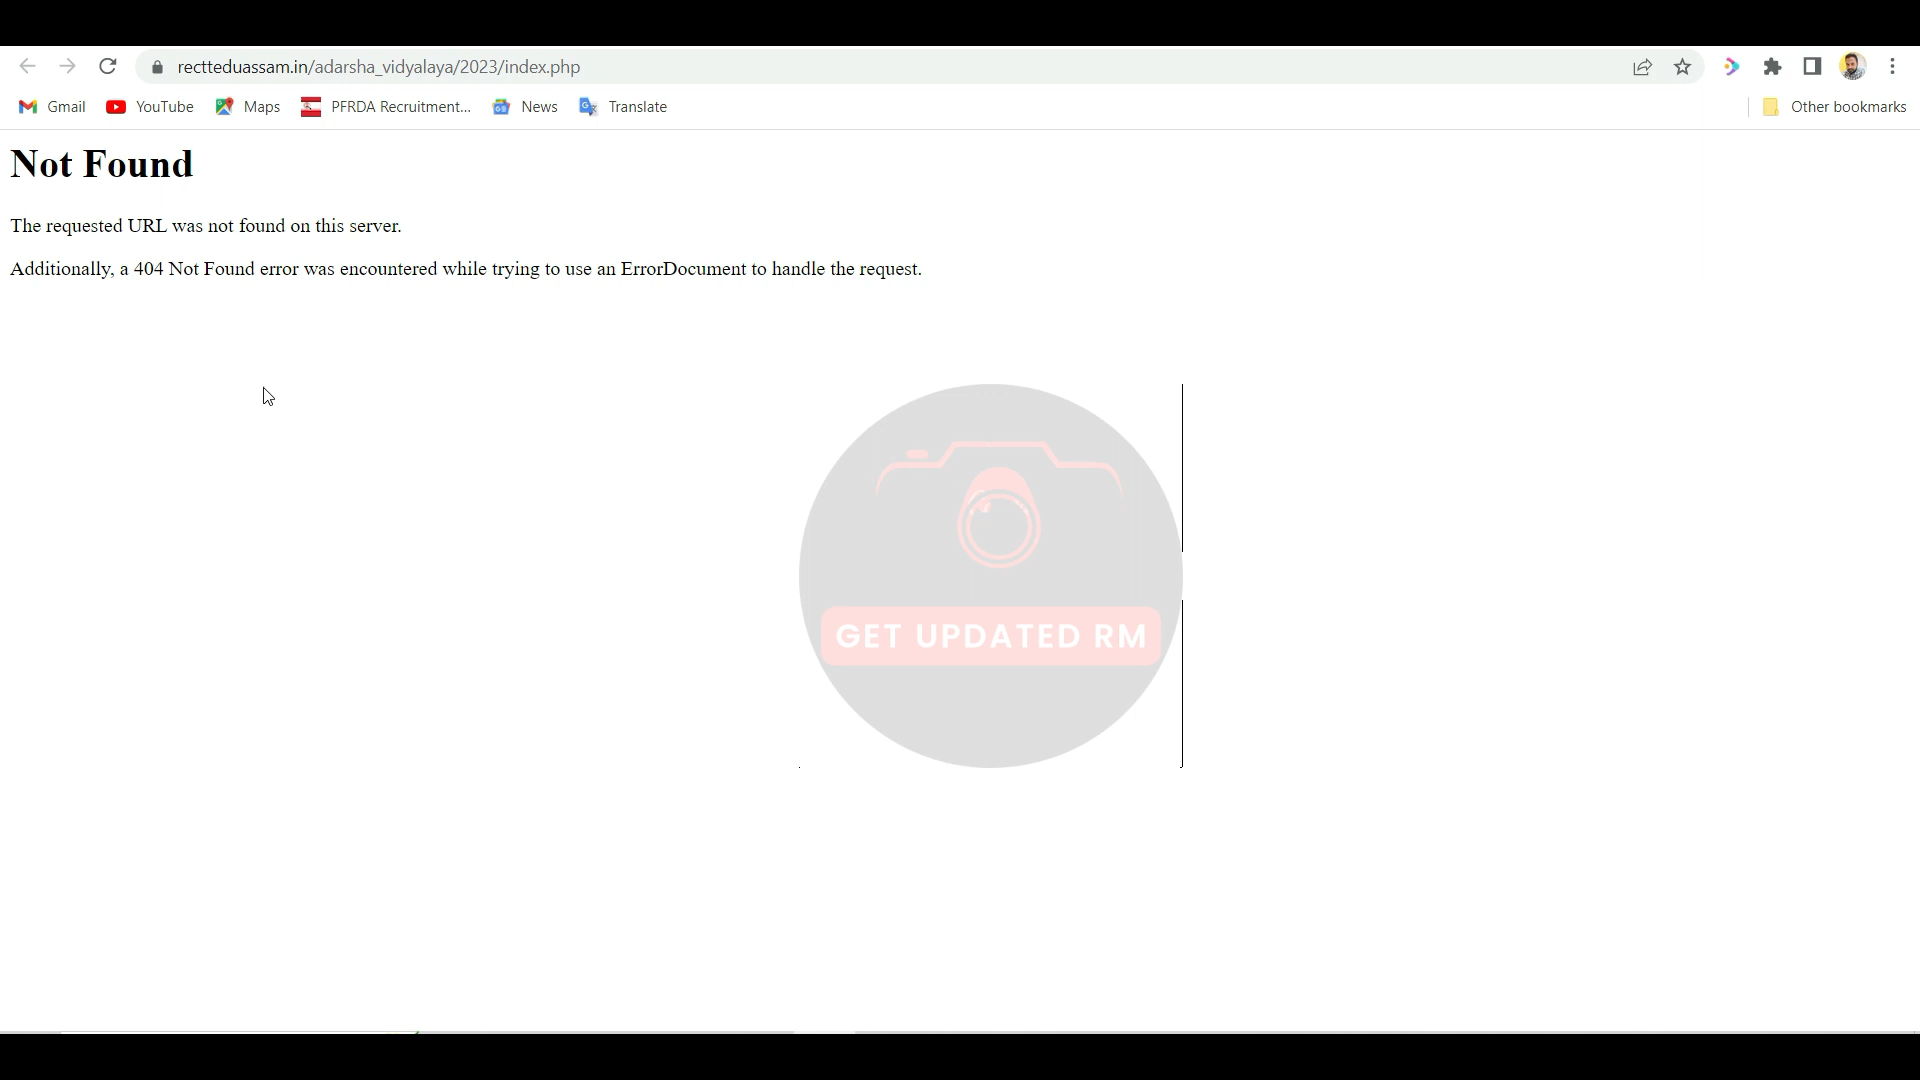 rectteduassam.in/adarsha_vidyalaya/2023/index.php
Gmail YouTube Maps PFRDA Recruitment... News Translate Other bookmarks
Not Found
The requested URL was not found on this server.
Additionally, a 404 Not Found error was encountered while trying to use an ErrorDocument to handle the request.
GET UPDATED RM